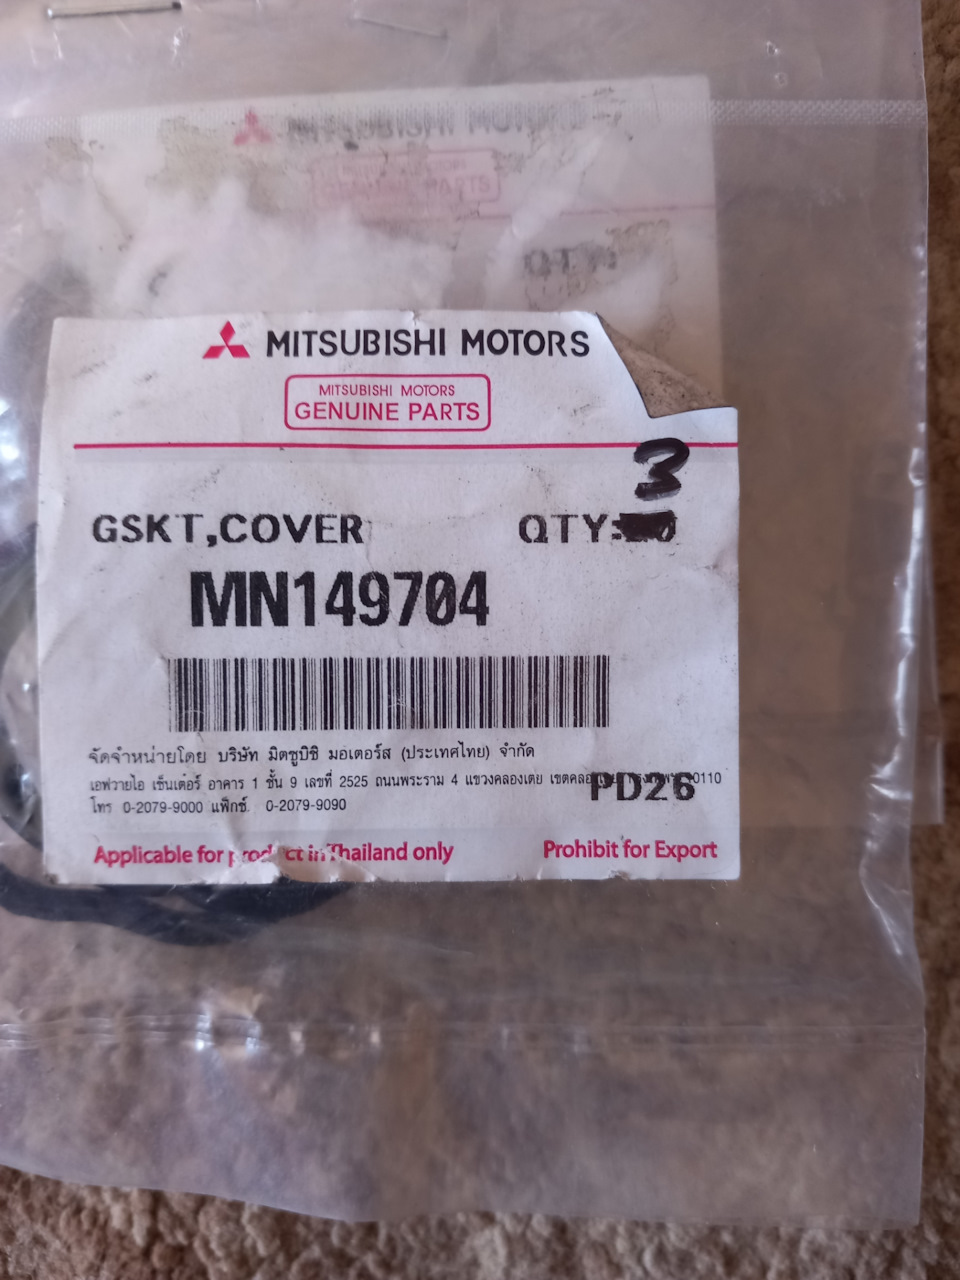 MITSUBISHI MOTORS
GENUINE PARTS
QTY
MITSUBISHI MOTORS
MITSUBISHI MOTORS
GENUINE PARTS
3
GSKT,COVER QTY:
MN149704
จัดจำหน่ายโดย บริษัท มิตซูบิชิ มอเตอร์ส (ประเทศไทย) จำกัด
เอฟวายไอ เซ็นเตอร์ อาคาร 1 ชั้น 9 เลขที่ 2525 ถนนพระราม 4 แขวงคลองเตย
PD26
โทร 0-2079-9000 แฟ็กซ์. 0-2079-9090
Applicable for product in Thailand only Prohibit for Export